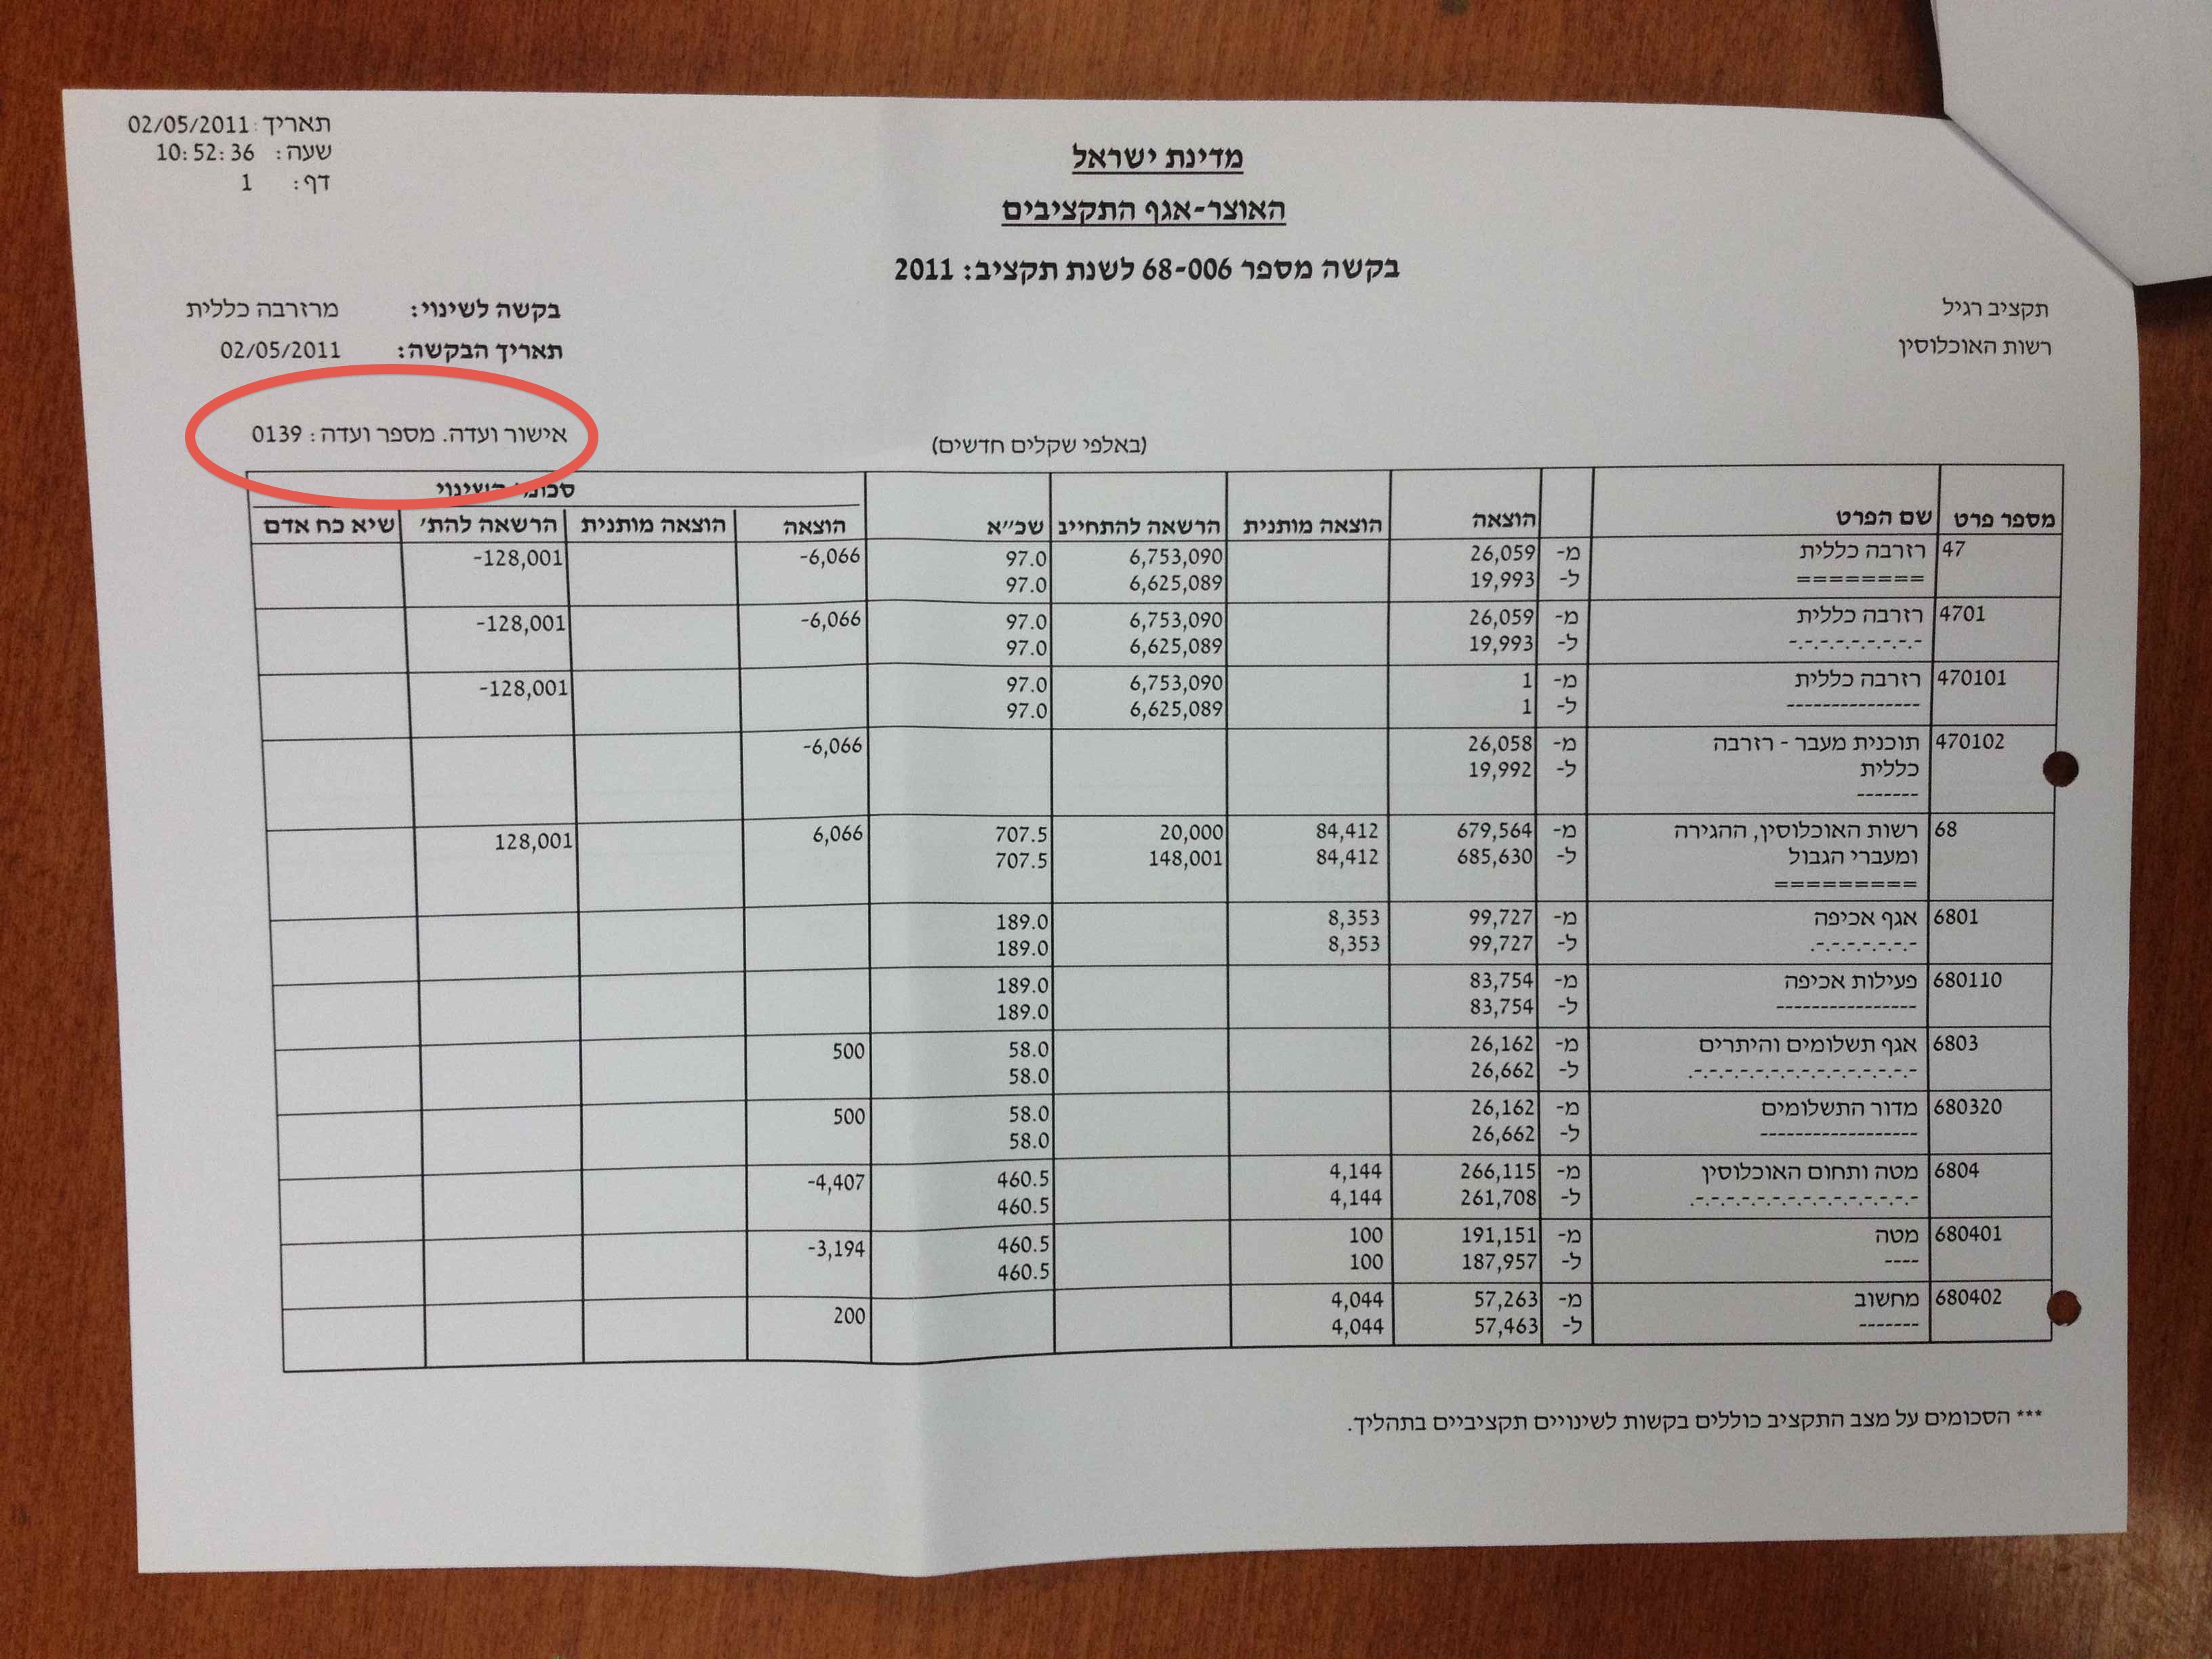 תאריך: 02/05/2011
שעה: 10:52:36
דף: 1
מדינת ישראל
האוצר-אגף התקציבים
בקשה מספר 68-006 לשנת תקציב: 2011
תקציב רגיל
בקשה לשינוי: מרזרבה כללית
רשות האוכלוסין
תאריך הבקשה: 02/05/2011
אישור ועדה. מספר ועדה: 0139
(באלפי שקלים חדשים)
סכומי השינוי
מספר פרט שם הפרט הוצאה הוצאה מותנית הרשאה להתחייב שכ״א הוצאה הוצאה מותנית הרשאה להת׳ שיא כח אדם
47 רזרבה כללית מ- 26,059 6,753,090 97.0 -6,066 -128,001
======== ל- 19,993 6,625,089 97.0
4701 רזרבה כללית מ- 26,059 6,753,090 97.0 -6,066 -128,001
-.-.-.-.-.-.-.-.-.- ל- 19,993 6,625,089 97.0
470101 רזרבה כללית מ- 1 6,753,090 97.0 -128,001
--------------- ל- 1 6,625,089 97.0
470102 תוכנית מעבר - רזרבה מ- 26,058 -6,066
כללית ל- 19,992
-------
68 רשות האוכלוסין, ההגירה מ- 679,564 84,412 20,000 707.5 6,066 128,001
ומעברי הגבול ל- 685,630 84,412 148,001 707.5
=========
6801 אגף אכיפה מ- 99,727 8,353 189.0
-.-.-.-.-.-.-. ל- 99,727 8,353 189.0
680110 פעילות אכיפה מ- 83,754 189.0
---------------- ל- 83,754 189.0
6803 אגף תשלומים והיתרים מ- 26,162 58.0 500
-.-.-.-.-.-.-.-.-.-.-.-.-.-.-. ל- 26,662 58.0
680320 מדור התשלומים מ- 26,162 58.0 500
------------------ ל- 26,662 58.0
6804 מטה ותחום האוכלוסין מ- 266,115 4,144 460.5 -4,407
-.-.-.-.-.-.-.-.-.-.-.-.-.-.-. ל- 261,708 4,144 460.5
680401 מטה מ- 191,151 100 460.5 -3,194
---- ל- 187,957 100 460.5
680402 מחשוב מ- 57,263 4,044 200
------- ל- 57,463 4,044
*** הסכומים על מצב התקציב כוללים בקשות לשינויים תקציביים בתהליך.